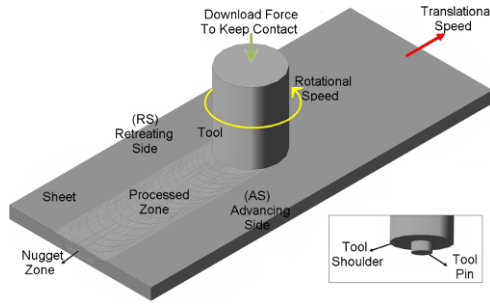 Download Force
To Keep Contact
Translational
Speed
Rotational
Speed
(RS)
Retreating
Side
Tool
Sheet
Processed
Zone
(AS)
Advancing
Side
Nugget
Zone
Tool
Shoulder
Tool
Pin